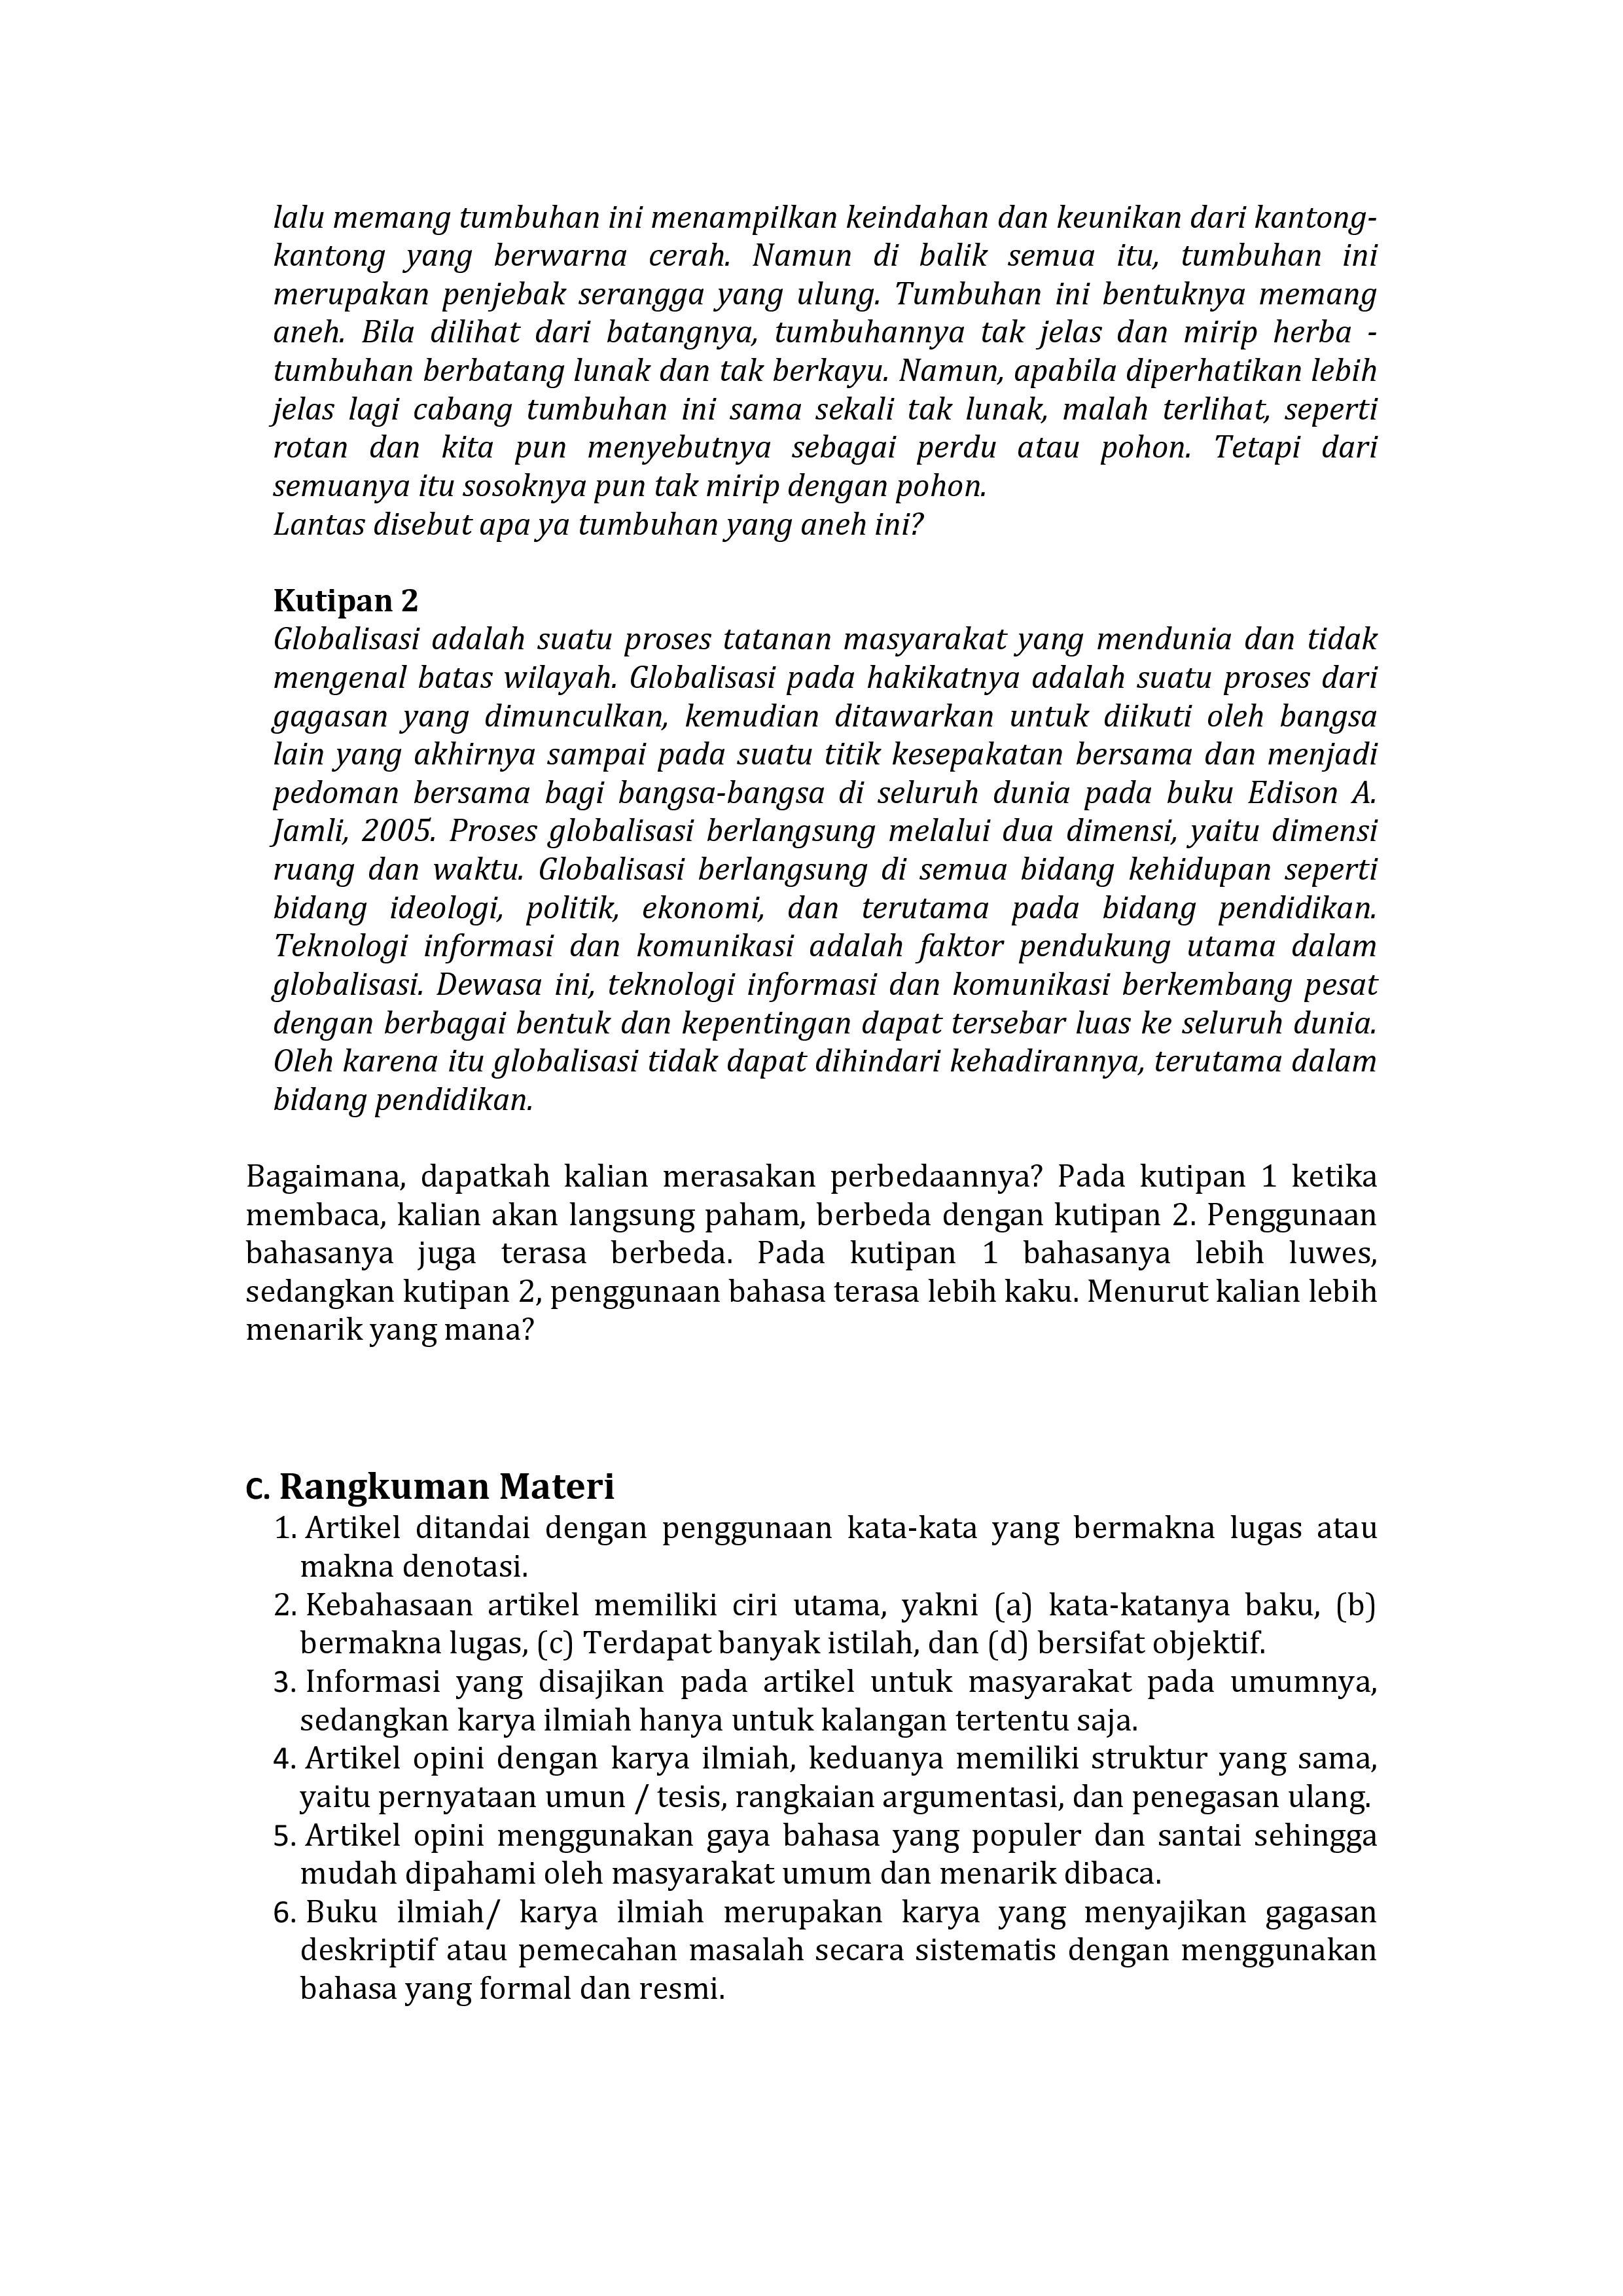 lalu memang tumbuhan ini menampilkan keindahan dan keunikan dari kantong-
kantong yang berwarna cerah. Namun di balik semua itu, tumbuhan ini
merupakan penjebak serangga yang ulung. Tumbuhan ini bentuknya memang
aneh. Bila dilihat dari batangnya, tumbuhannya tak jelas dan mirip herba -
tumbuhan berbatang lunak dan tak berkayu. Namun, apabila diperhatikan lebih
jelas lagi cabang tumbuhan ini sama sekali tak lunak, malah terlihat, seperti
rotan dan kita pun menyebutnya sebagai perdu atau pohon. Tetapi dari
semuanya itu sosoknya pun tak mirip dengan pohon.
Lantas disebut apa ya tumbuhan yang aneh ini?
Kutipan 2
Globalisasi adalah suatu proses tatanan masyarakat yang mendunia dan tidak
mengenal batas wilayah. Globalisasi pada hakikatnya adalah suatu proses dari
gagasan yang dimunculkan, kemudian ditawarkan untuk diikuti oleh bangsa
lain yang akhirnya sampai pada suatu titik kesepakatan bersama dan menjadi
pedoman bersama bagi bangsa-bangsa di seluruh dunia pada buku Edison A.
Jamli, 2005. Proses globalisasi berlangsung melalui dua dimensi, yaitu dimensi
ruang dan waktu. Globalisasi berlangsung di semua bidang kehidupan seperti
bidang ideologi, politik, ekonomi, dan terutama pada bidang pendidikan.
Teknologi informasi dan komunikasi adalah faktor pendukung utama dalam
globalisasi. Dewasa ini, teknologi informasi dan komunikasi berkembang pesat
dengan berbagai bentuk dan kepentingan dapat tersebar luas ke seluruh dunia.
Oleh karena itu globalisasi tidak dapat dihindari kehadirannya, terutama dalam
bidang pendidikan.
Bagaimana, dapatkah kalian merasakan perbedaannya? Pada kutipan 1 ketika
membaca, kalian akan langsung paham, berbeda dengan kutipan 2. Penggunaan
bahasanya juga terasa berbeda. Pada kutipan 1 bahasanya lebih luwes,
sedangkan kutipan 2, penggunaan bahasa terasa lebih kaku. Menurut kalian lebih
menarik yang mana?
C. Rangkuman Materi
1. Artikel ditandai dengan penggunaan kata-kata yang bermakna lugas atau
makna denotasi.
2. Kebahasaan artikel memiliki ciri utama, yakni (a) kata-katanya baku, (b)
bermakna lugas, (c) Terdapat banyak istilah, dan (d) bersifat objektif.
3. Informasi yang disajikan pada artikel untuk masyarakat pada umumnya,
sedangkan karya ilmiah hanya untuk kalangan tertentu saja.
4. Artikel opini dengan karya ilmiah, keduanya memiliki struktur yang sama,
yaitu pernyataan umun / tesis, rangkaian argumentasi, dan penegasan ulang.
5. Artikel opini menggunakan gaya bahasa yang populer dan santai sehingga
mudah dipahami oleh masyarakat umum dan menarik dibaca.
6. Buku ilmiah/ karya ilmiah merupakan karya yang menyajikan gagasan
deskriptif atau pemecahan masalah secara sistematis dengan menggunakan
bahasa yang formal dan resmi.